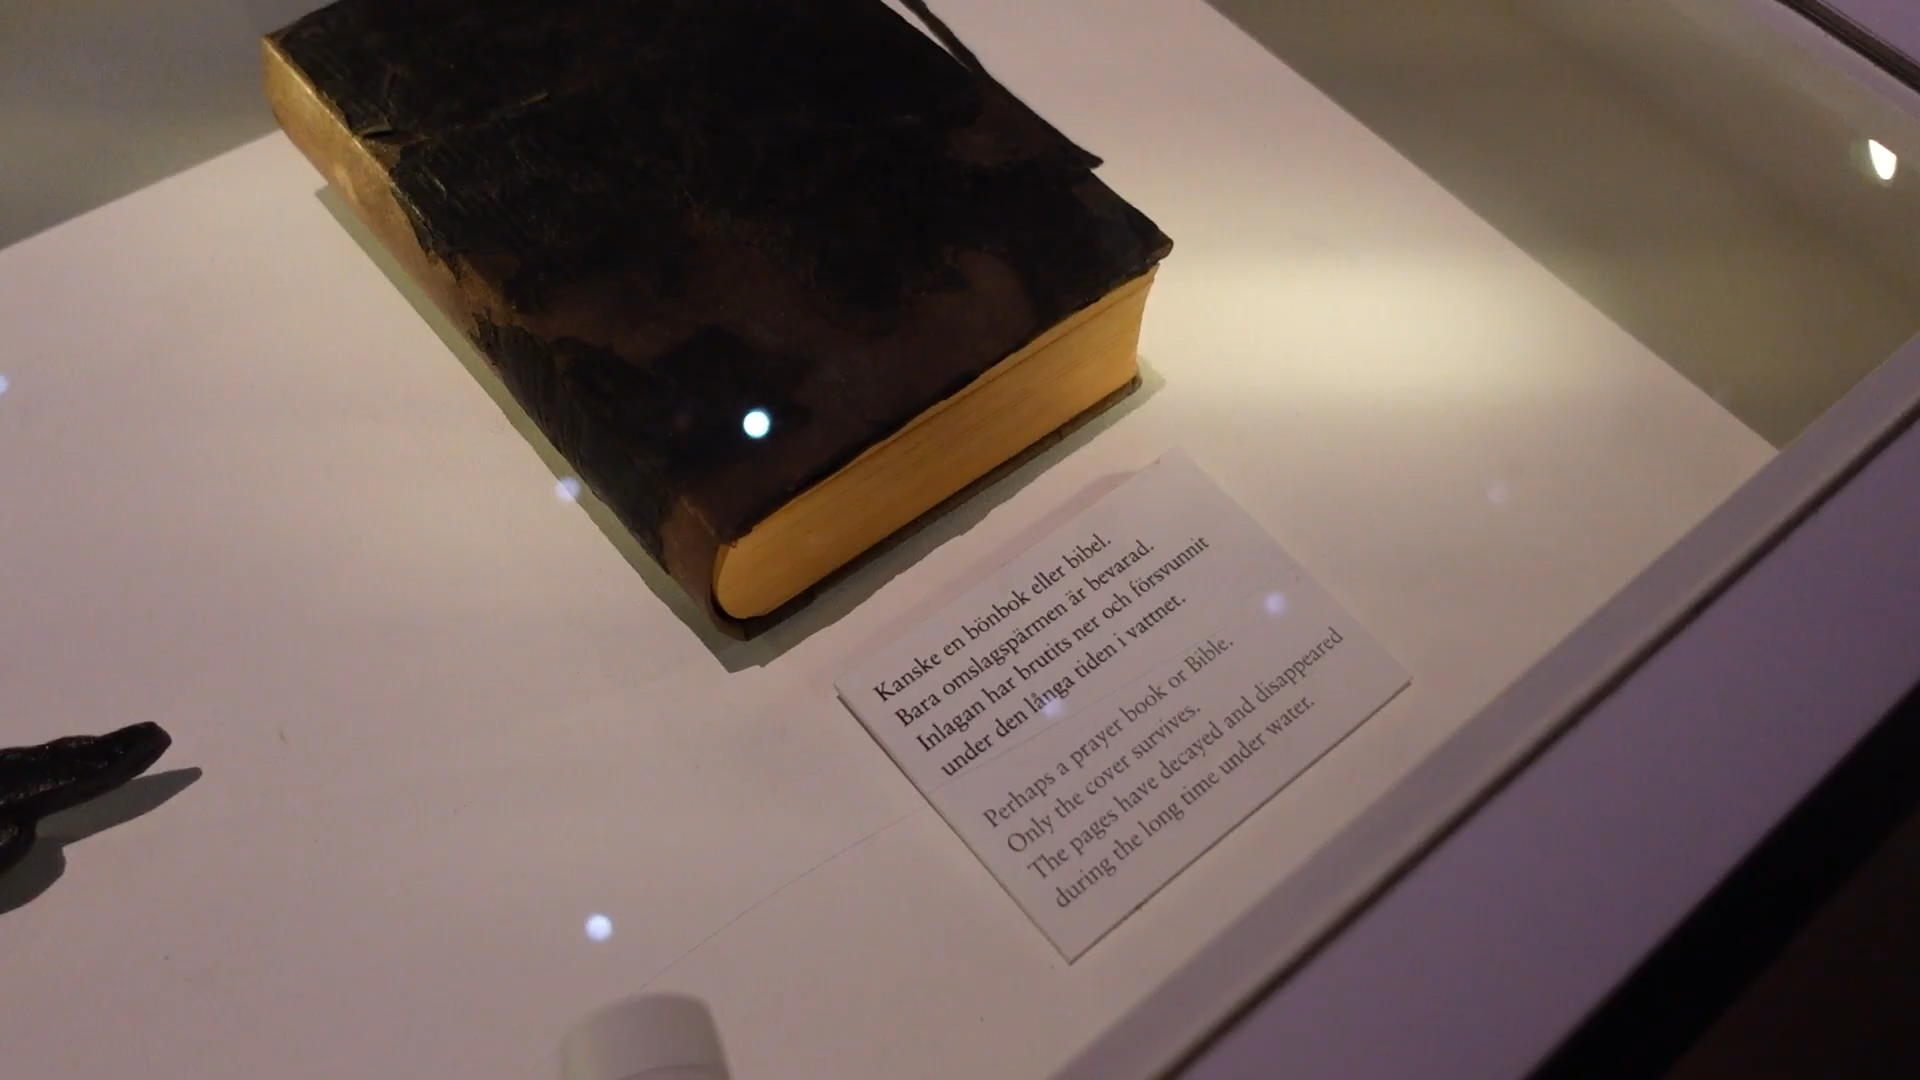 Kanske en bönbok eller bibel.
Bara omslagspärmen är bevarad.
Inlagan har brutits ner och försvunnit
under den långa tiden i vattnet.
Perhaps a prayer book or Bible.
Only the cover survives.
The pages have decayed and disappeared
during the long time under water.